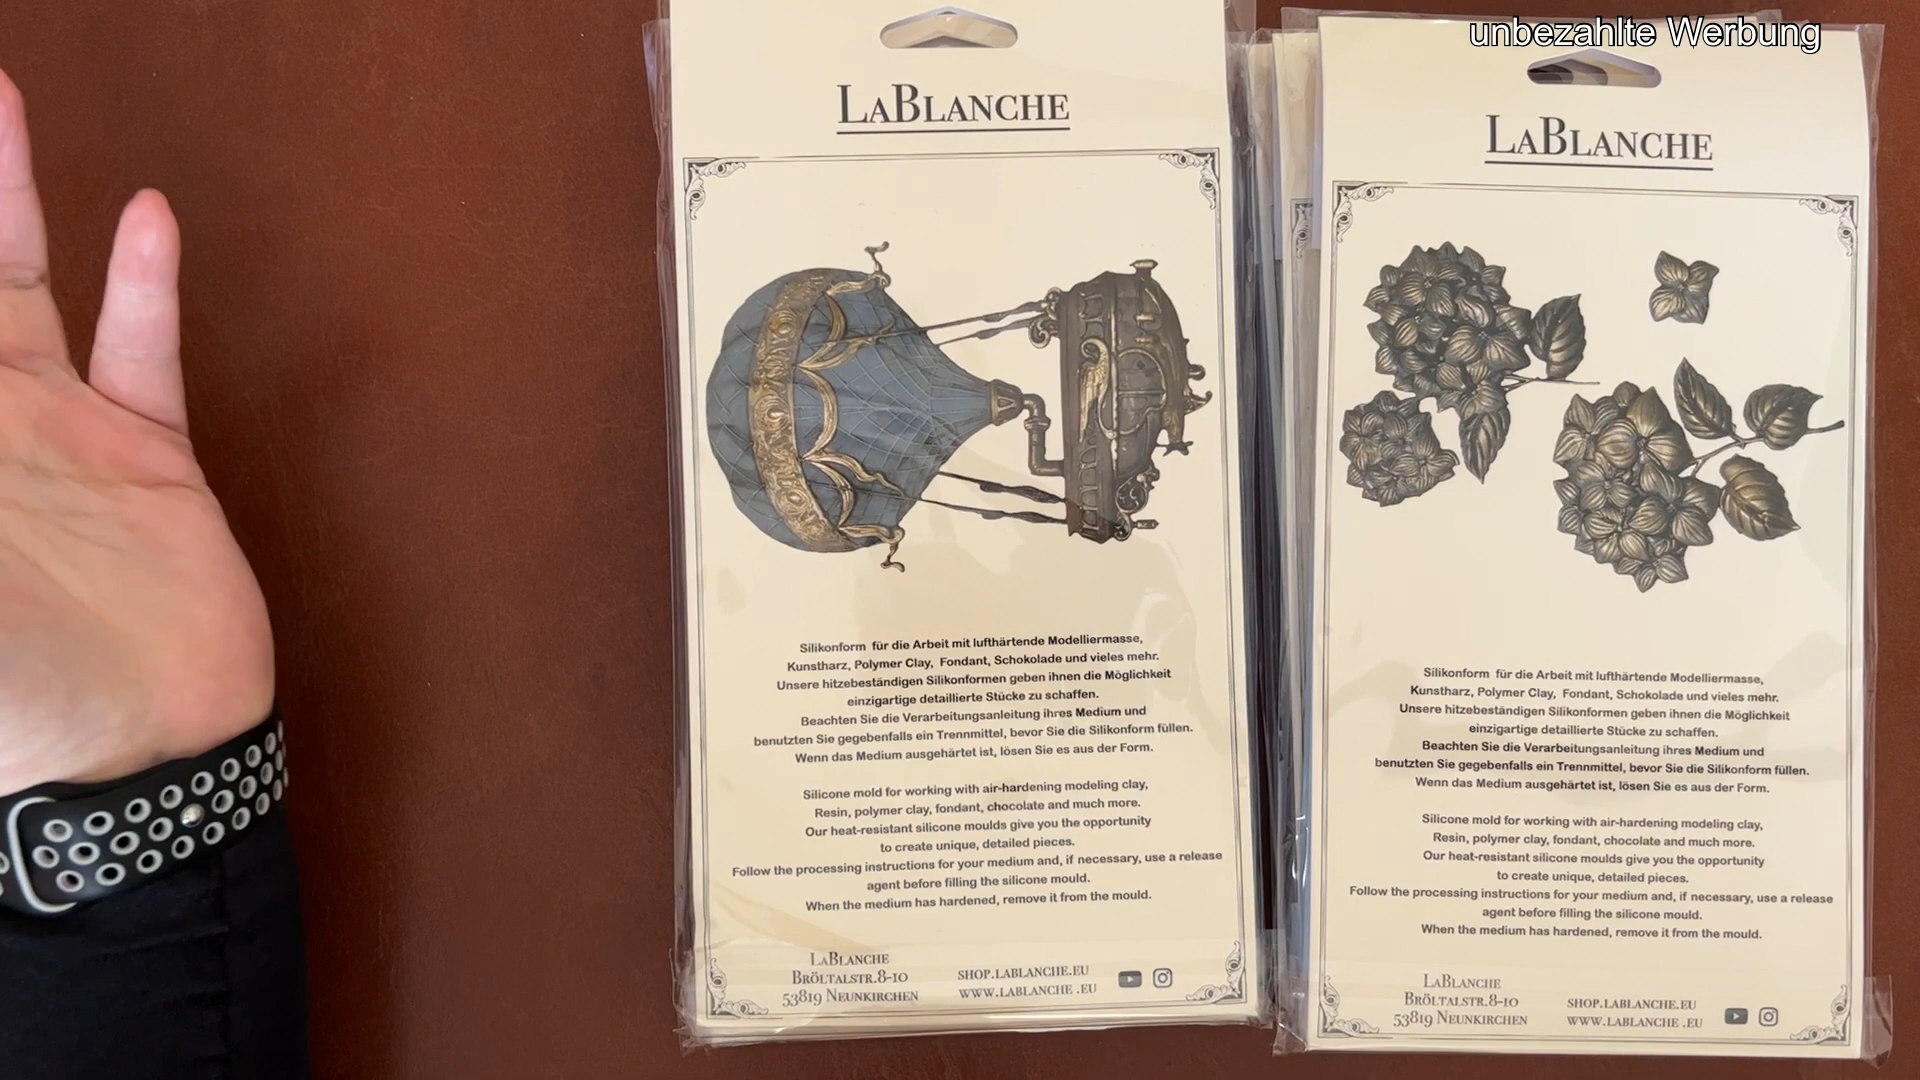 unbezahlte Werbung
LABLANCHE
Silikonform für die Arbeit mit lufthärtende Modelliermasse,
Kunstharz, Polymer Clay, Fondant, Schokolade und vieles mehr.
Unsere hitzebeständigen Silikonformen geben ihnen die Möglichkeit
einzigartige detaillierte Stücke zu schaffen.
Beachten Sie die Verarbeitungsanleitung ihres Medium und
benutzten Sie gegebenfalls ein Trennmittel, bevor Sie die Silikonform füllen.
Wenn das Medium ausgehärtet ist, lösen Sie es aus der Form.
Silicone mold for working with air-hardening modeling clay,
Resin, polymer clay, fondant, chocolate and much more.
Our heat-resistant silicone moulds give you the opportunity
to create unique, detailed pieces.
Follow the processing instructions for your medium and, if necessary, use a release
agent before filling the silicone mould.
When the medium has hardened, remove it from the mould.
LABLANCHE
BRÖLTALSTR.8-10
53819 NEUNKIRCHEN
SHOP.LABLANCHE.EU
WWW.LABLANCHE .EU
LABLANCHE
Silikonform für die Arbeit mit lufthärtende Modelliermasse,
Kunstharz, Polymer Clay, Fondant, Schokolade und vieles mehr.
Unsere hitzebeständigen Silikonformen geben ihnen die Möglichkeit
einzigartige detaillierte Stücke zu schaffen.
Beachten Sie die Verarbeitungsanleitung ihres Medium und
benutzten Sie gegebenfalls ein Trennmittel, bevor Sie die Silikonform füllen.
Wenn das Medium ausgehärtet ist, lösen Sie es aus der Form.
Silicone mold for working with air-hardening modeling clay,
Resin, polymer clay, fondant, chocolate and much more.
Our heat-resistant silicone moulds give you the opportunity
to create unique, detailed pieces.
Follow the processing instructions for your medium and, if necessary, use a release
agent before filling the silicone mould.
When the medium has hardened, remove it from the mould.
LABLANCHE
BRÖLTALSTR.8-10
53819 NEUNKIRCHEN
SHOP.LABLANCHE.EU
WWW.LABLANCHE .EU